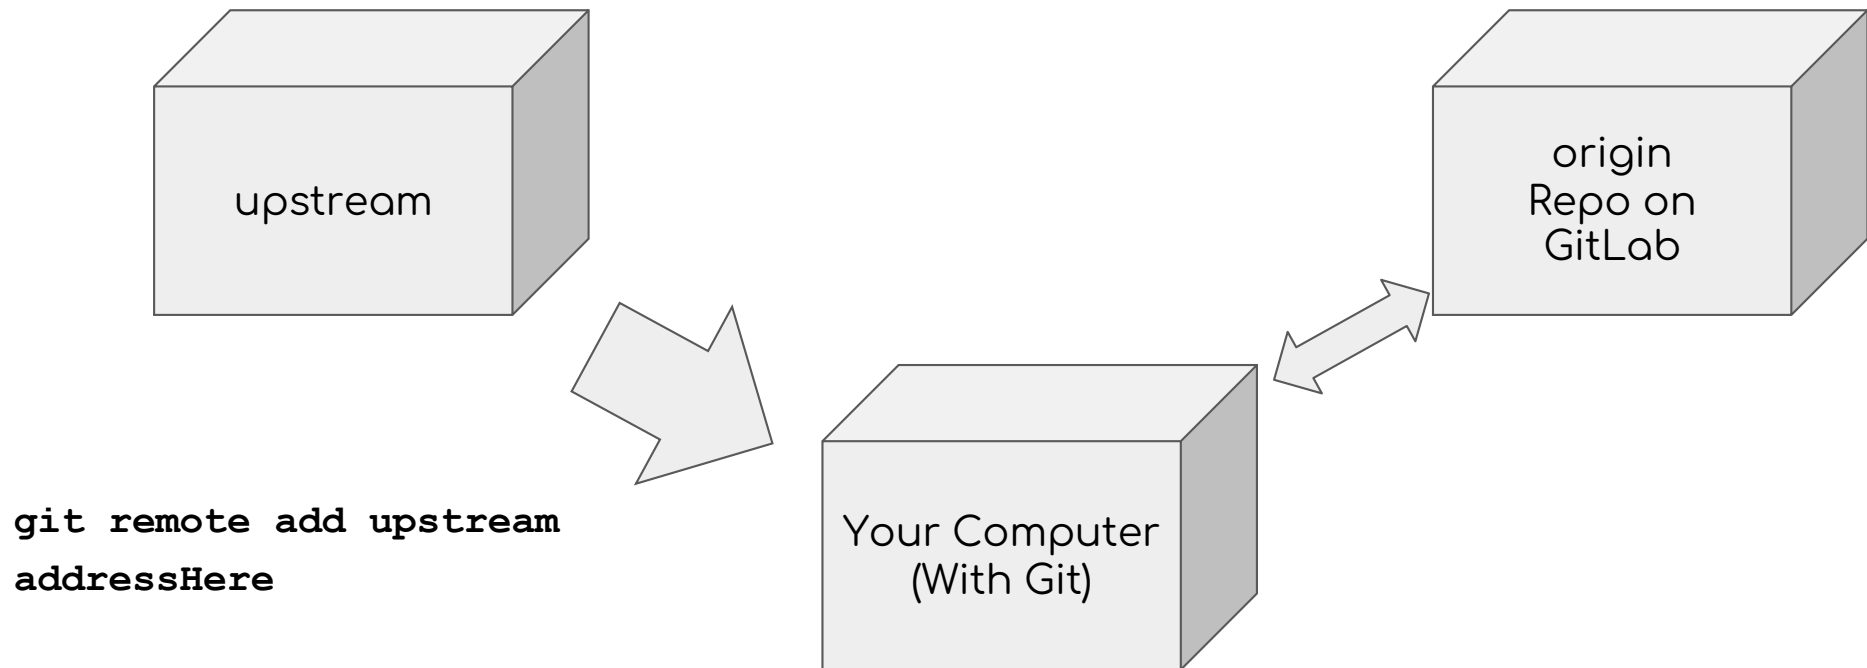 upstream
origin
Repo on
GitLab
git remote add upstream
addressHere
Your Computer
(With Git)